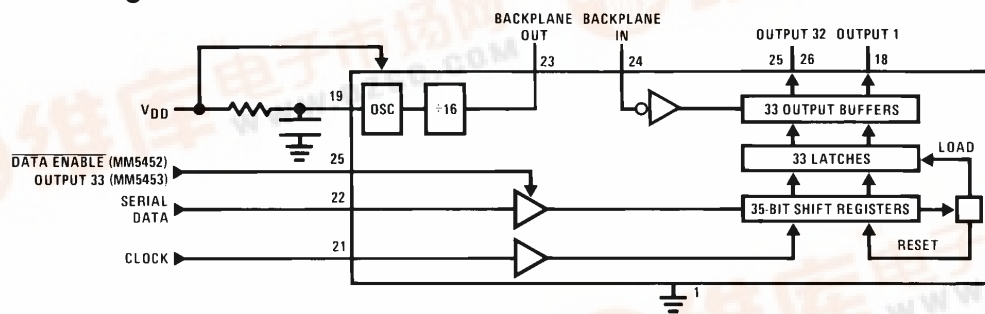 BACKPLANE OUT
BACKPLANE IN
OUTPUT 32
OUTPUT 1
23
24
25
26
18
VDD
19
OSC
÷16
33 OUTPUT BUFFERS
LOAD
33 LATCHES
DATA ENABLE (MM5452)
OUTPUT 33 (MM5453)
25
SERIAL DATA
22
35-BIT SHIFT REGISTERS
RESET
CLOCK
21
1